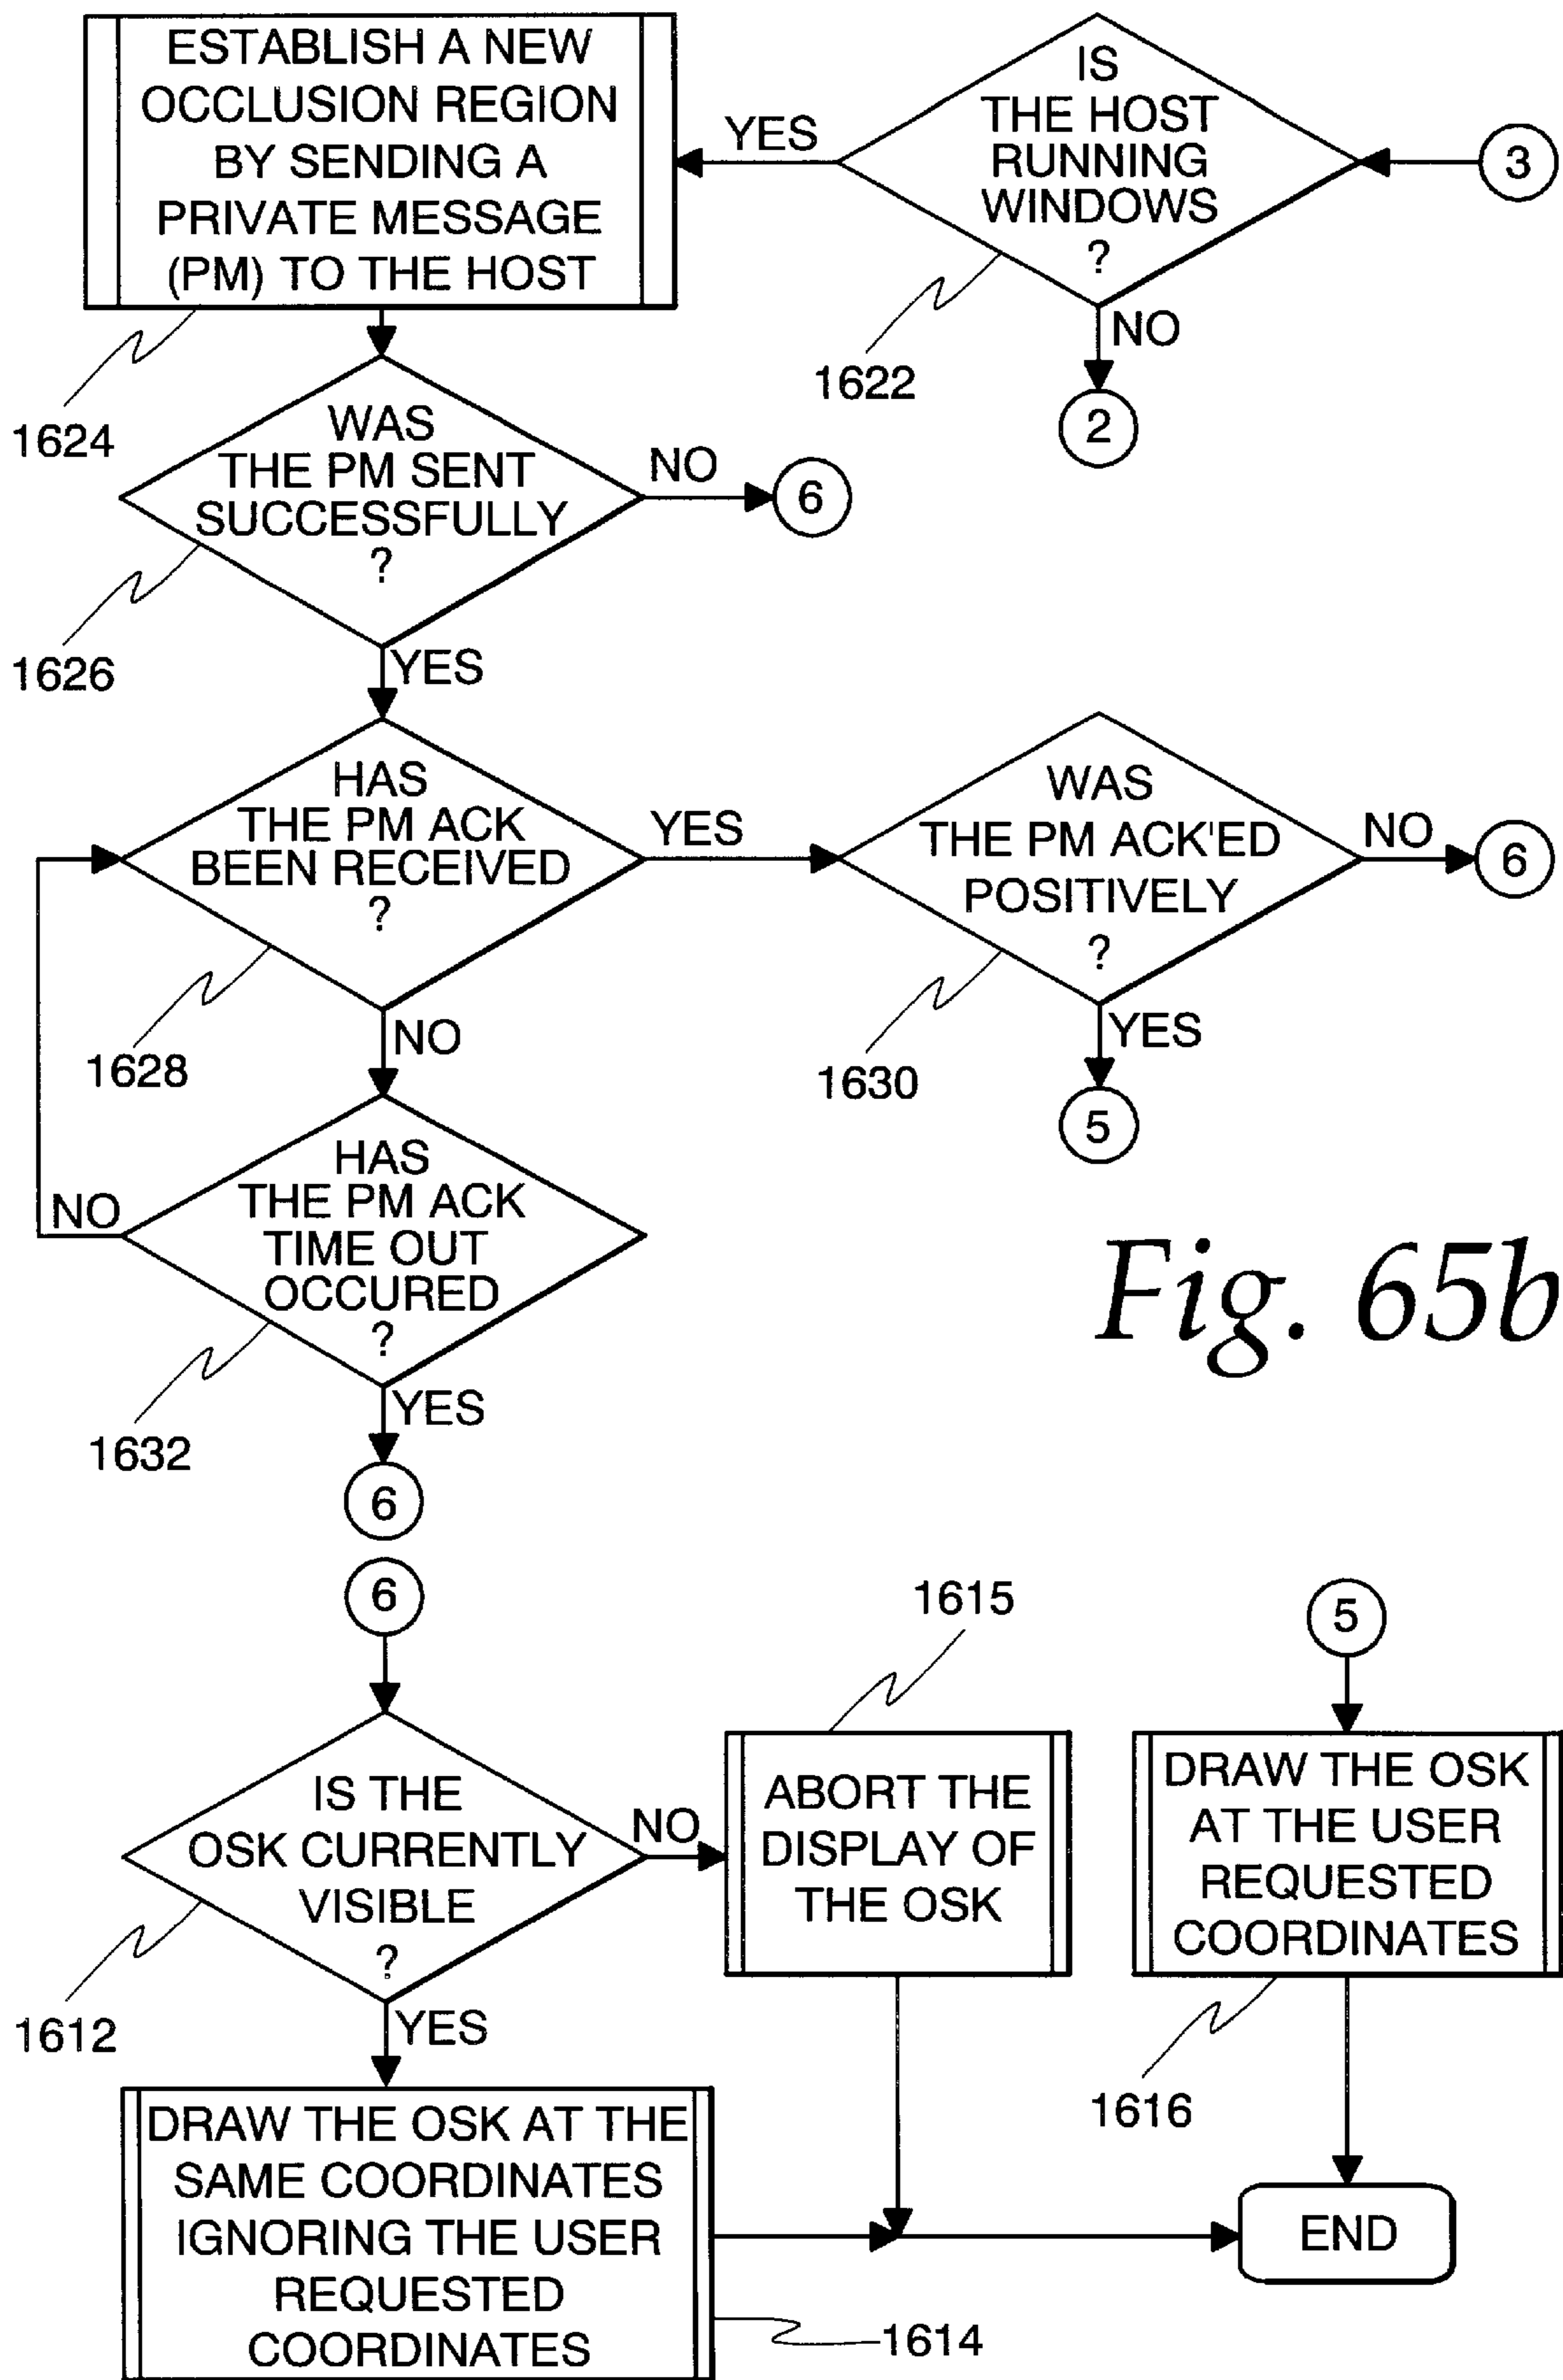 ESTABLISH A NEW
OCCLUSION REGION
BY SENDING A
PRIVATE MESSAGE
(PM) TO THE HOST
1624
YES
IS
THE HOST
RUNNING
WINDOWS
?
1622
3
NO
2
WAS
THE PM SENT
SUCCESSFULLY
?
1626
NO
6
YES
HAS
THE PM ACK
BEEN RECEIVED
?
1628
YES
WAS
THE PM ACK'ED
POSITIVELY
?
1630
NO
6
YES
5
NO
HAS
THE PM ACK
TIME OUT
OCCURED
?
1632
NO
YES
6
Fig. 65b
6
IS THE
OSK CURRENTLY
VISIBLE
?
1612
NO
1615
ABORT THE
DISPLAY OF
THE OSK
5
DRAW THE OSK
AT THE USER
REQUESTED
COORDINATES
1616
YES
DRAW THE OSK AT THE
SAME COORDINATES
IGNORING THE USER
REQUESTED
COORDINATES
1614
END